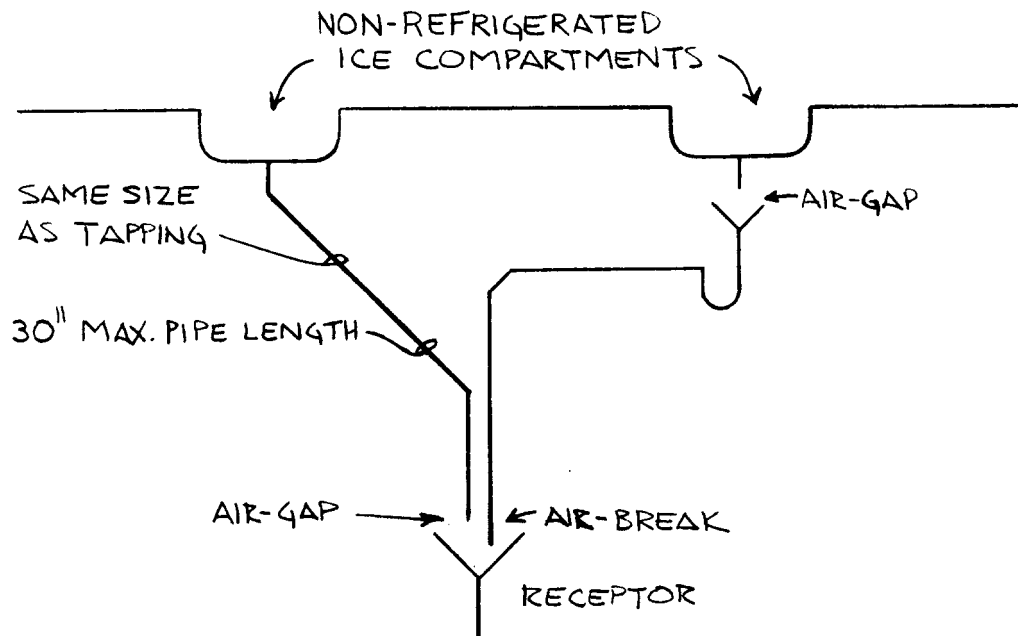 NON-REFRIGERATED
ICE COMPARTMENTS
SAME SIZE
AS TAPPING
AIR-GAP
30" MAX. PIPE LENGTH
AIR-GAP
AIR-BREAK
RECEPTOR